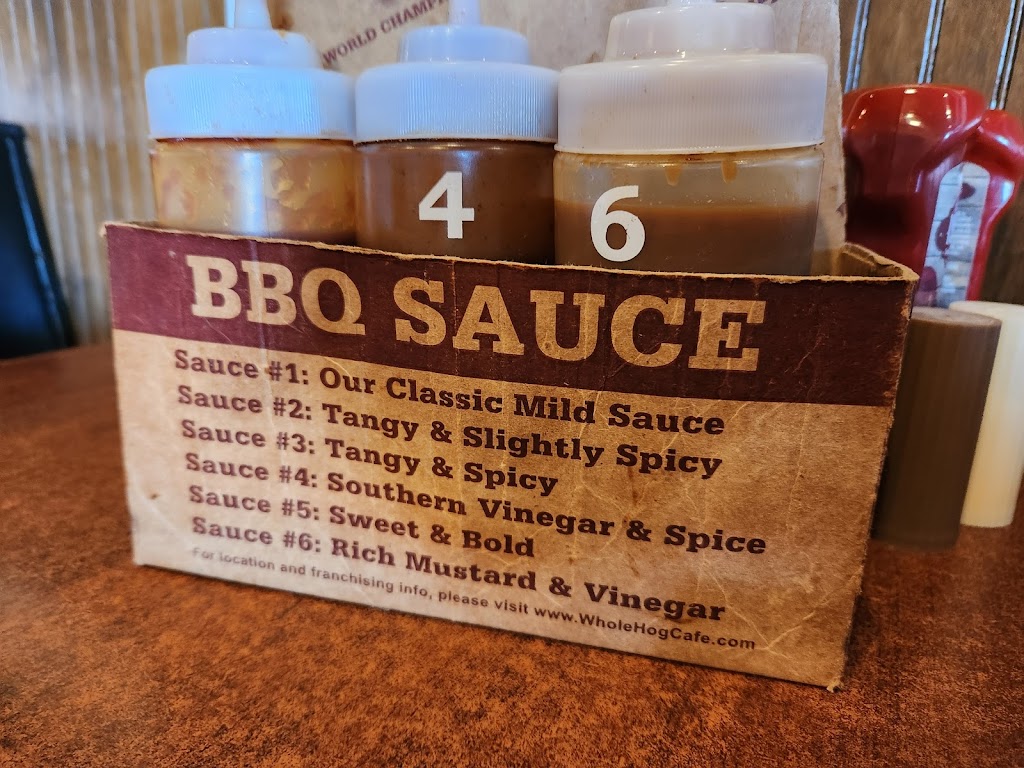 WORLD CHAMP
4
6
BBQ SAUCE
Sauce #1: Our Classic Mild Sauce
Sauce #2: Tangy & Slightly Spicy
Sauce #3: Tangy & Spicy
Sauce #4: Southern Vinegar & Spice
Sauce #5: Sweet & Bold
Sauce #6: Rich Mustard & Vinegar
For location and franchising info, please visit www.WholeHogCafe.com